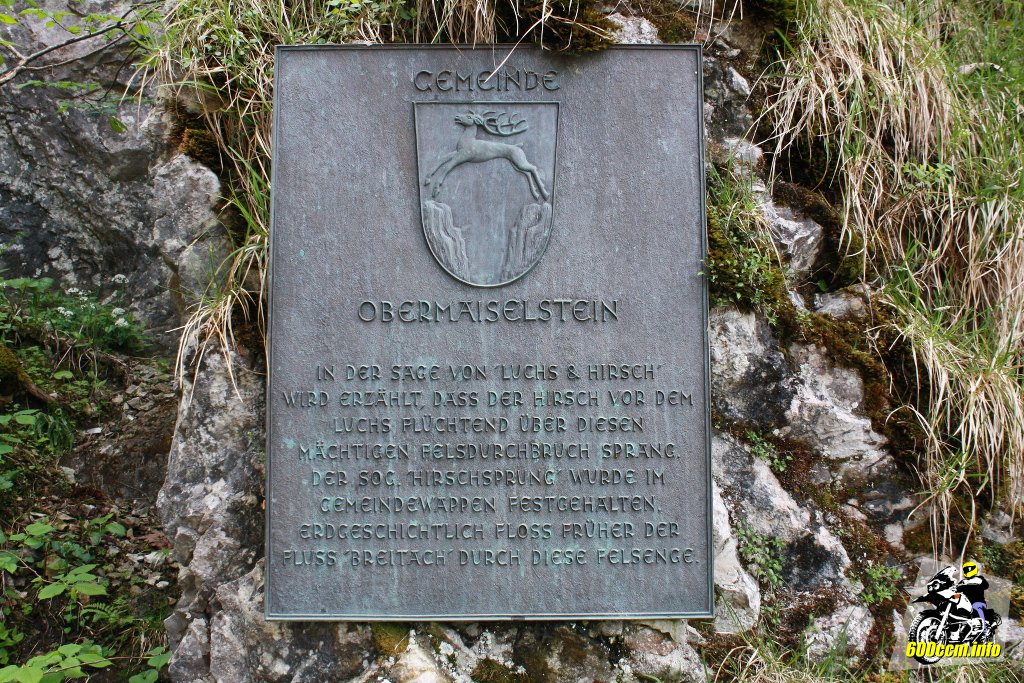 GEMEINDE
OBERMAISELSTEIN
IN DER SAGE VON "LUCHS & HIRSCH"
WIRD ERZÄHLT, DASS DER HIRSCH VOR DEM
LUCHS FLÜCHTEND ÜBER DIESEN
MÄCHTIGEN FELSDURCHBRUCH SPRANG.
DER SOG. "HIRSCHSPRUNG" WURDE IM
GEMEINDEWAPPEN FESTGEHALTEN.
ERDGESCHICHTLICH FLOSS FRÜHER DER
FLUSS "BREITACH" DURCH DIESE FELSENGE.
600ccm.info